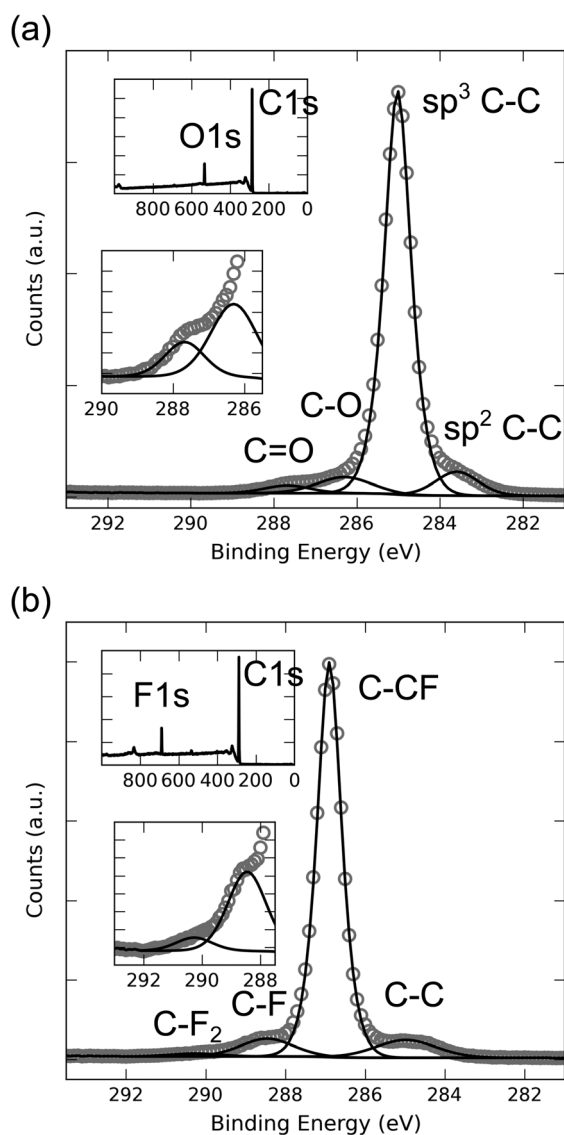 (a)
sp³ C-C
C1s
O1s
800 600 400 200 0
290 288 286
C-O
C=O
sp² C-C
Counts (a.u.)
292 290 288 286 284 282
Binding Energy (eV)
(b)
C1s
F1s
C-CF
800 600 400 200 0
292 290 288
C-F
C-F₂
C-C
Counts (a.u.)
292 290 288 286 284 282
Binding Energy (eV)